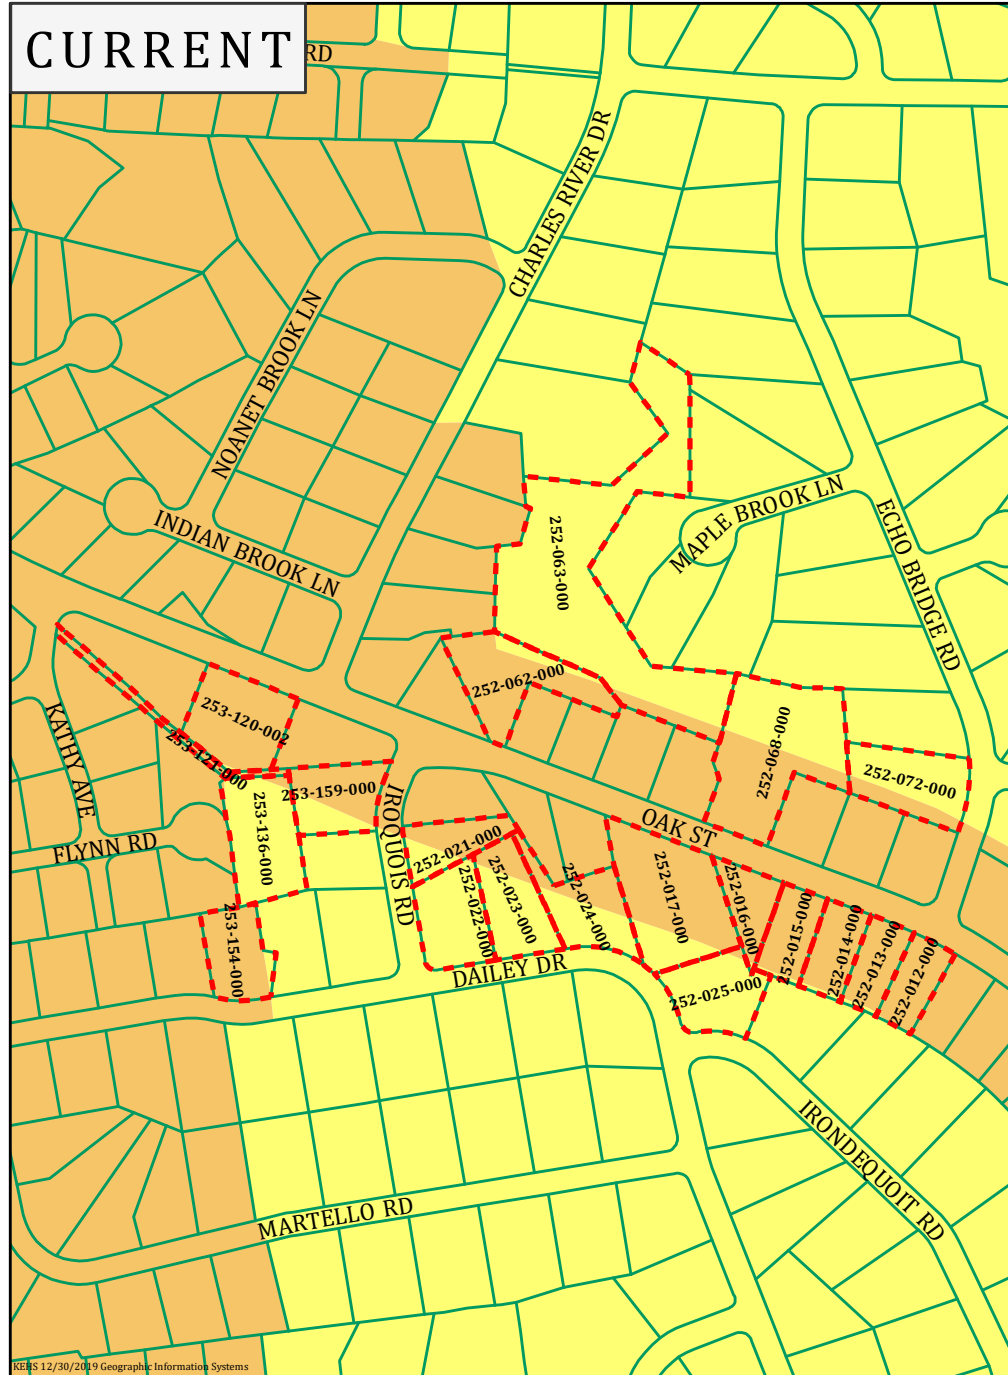 CURRENT
RD
CHARLES RIVER DR
NOANET BROOK LN
INDIAN BROOK LN
MAPLE BROOK LN
ECHO BRIDGE RD
252-063-000
252-062-000
253-120-002
253-121-000
KATHY AVE
252-068-000
252-072-000
253-159-000
253-136-000
IROQUOIS RD
OAK ST
FLYNN RD
252-021-000
252-022-000
252-023-000
252-024-000
252-017-000
252-016-000
252-015-000
252-014-000
252-013-000
252-012-000
253-154-000
DAILEY DR
252-025-000
IRONDEQUOIT RD
MARTELLO RD
KEHS 12/30/2019 Geographic Information Systems